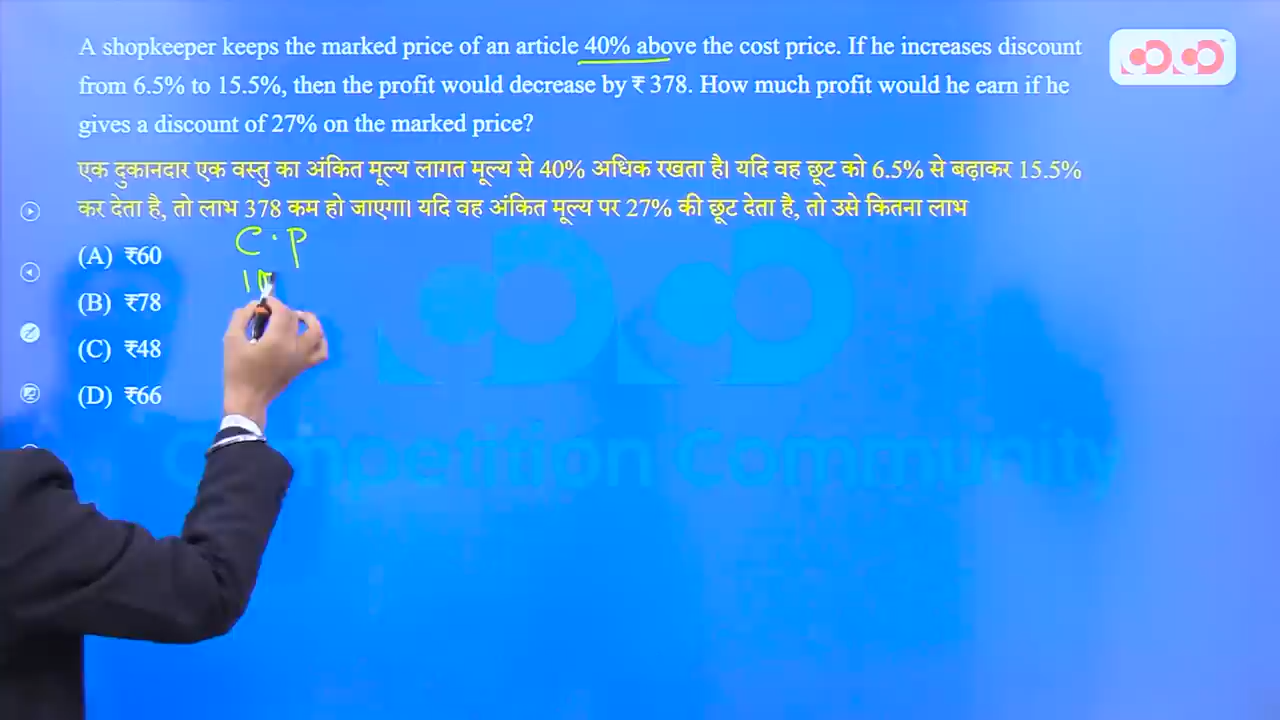 A shopkeeper keeps the marked price of an article 40% above the cost price. If he increases discount
from 6.5% to 15.5%, then the profit would decrease by ₹ 378. How much profit would he earn if he
gives a discount of 27% on the marked price?
एक दुकानदार एक वस्तु का अंकित मूल्य लागत मूल्य से 40% अधिक रखता है। यदि वह छूट को 6.5% से बढ़ाकर 15.5%
कर देता है, तो लाभ 378 कम हो जाएगा। यदि वह अंकित मूल्य पर 27% की छूट देता है, तो उसे कितना लाभ
C.P
(A) ₹60
(B) ₹78
(C) ₹48
(D) ₹66
Competition Community